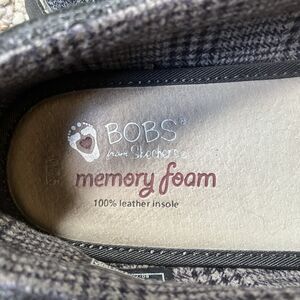 BOBS®
from Skechers®
memory foam
100% leather insole